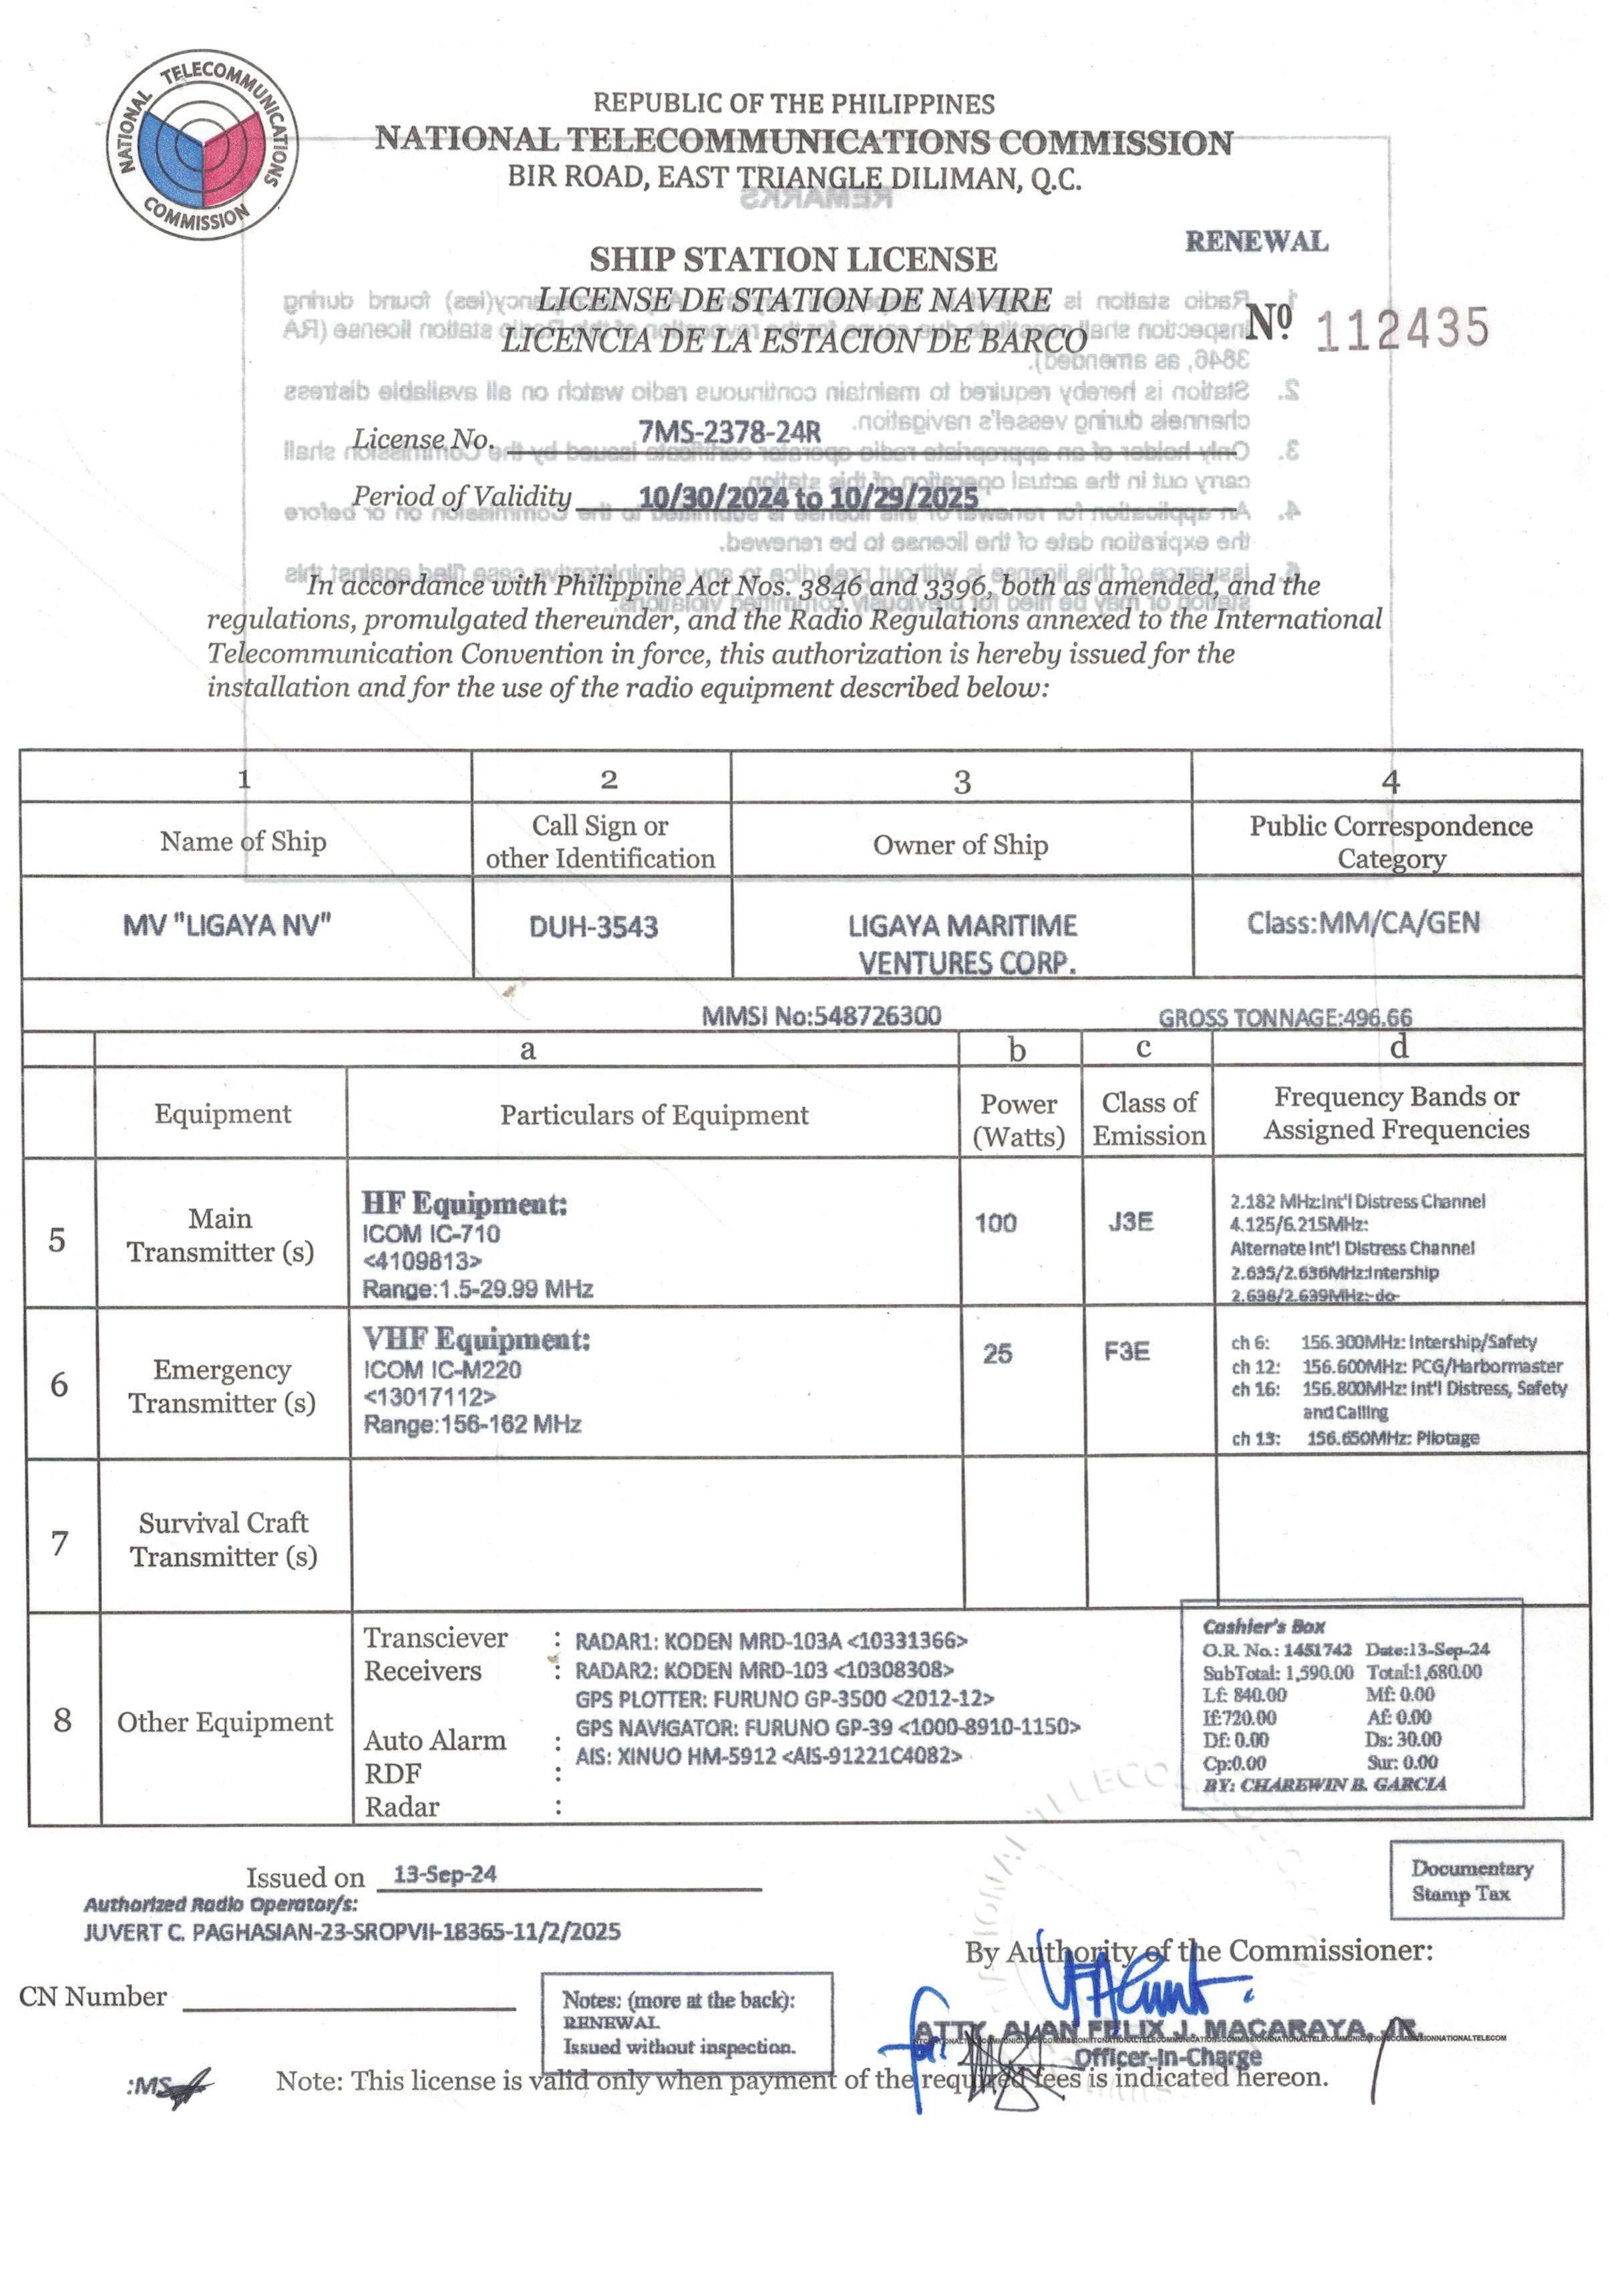 NATIONAL TELECOMMUNICATIONS COMMISSION
REPUBLIC OF THE PHILIPPINES
NATIONAL TELECOMMUNICATIONS COMMISSION
BIR ROAD, EAST TRIANGLE DILIMAN, Q.C.
REMARKS
RENEWAL
SHIP STATION LICENSE
LICENSE DE STATION DE NAVIRE
LICENCIA DE LA ESTACION DE BARCO
Nº 112435
License No. 7MS-2378-24R
Period of Validity 10/30/2024 to 10/29/2025
In accordance with Philippine Act Nos. 3846 and 3396, both as amended, and the
regulations, promulgated thereunder, and the Radio Regulations annexed to the International
Telecommunication Convention in force, this authorization is hereby issued for the
installation and for the use of the radio equipment described below:
1 2 3 4
Name of Ship
Call Sign or
other Identification
Owner of Ship
Public Correspondence
Category
MV "LIGAYA NV"
DUH-3543
LIGAYA MARITIME
VENTURES CORP.
Class:MM/CA/GEN
MMSI No:548726300 GROSS TONNAGE:496.66
a b c d
Equipment
Particulars of Equipment
Power
(Watts)
Class of
Emission
Frequency Bands or
Assigned Frequencies
5
Main
Transmitter (s)
HF Equipment:
ICOM IC-710
<4109813>
Range:1.5-29.99 MHz
100
J3E
2.182 MHz:Int'l Distress Channel
4.125/6.215MHz:
Alternate Int'l Distress Channel
2.635/2.636MHz:Intership
2.638/2.639MHz:-do-
6
Emergency
Transmitter (s)
VHF Equipment:
ICOM IC-M220
<13017112>
Range:156-162 MHz
25
F3E
ch 6: 156.300MHz: Intership/Safety
ch 12: 156.600MHz: PCG/Harbormaster
ch 16: 156.800MHz: Int'l Distress, Safety
and Calling
ch 13: 156.650MHz: Pilotage
7
Survival Craft
Transmitter (s)
8
Other Equipment
Transciever : RADAR1: KODEN MRD-103A <10331366>
Receivers : RADAR2: KODEN MRD-103 <10308308>
GPS PLOTTER: FURUNO GP-3500 <2012-12>
GPS NAVIGATOR: FURUNO GP-39 <1000-8910-1150>
Auto Alarm : AIS: XINUO HM-5912 <AIS-91221C4082>
RDF :
Radar :
Cashier's Box
O.R. No.: 1451742 Date:13-Sep-24
SubTotal: 1,590.00 Total:1,680.00
Lf: 840.00 Mf: 0.00
If:720.00 Af: 0.00
Df: 0.00 Ds: 30.00
Cp:0.00 Sur: 0.00
BY: CHAREWIN B. GARCIA
Issued on 13-Sep-24
Authorized Radio Operator/s:
JUVERT C. PAGHASIAN-23-SROPVII-18365-11/2/2025
Documentary
Stamp Tax
By Authority of the Commissioner:
CN Number
Notes: (more at the back):
RENEWAL
Issued without inspection.
for:
ATTY. ALAN FELIX J. MACARAYA, JR.
Officer-In-Charge
:MS
Note: This license is valid only when payment of the required fees is indicated hereon.